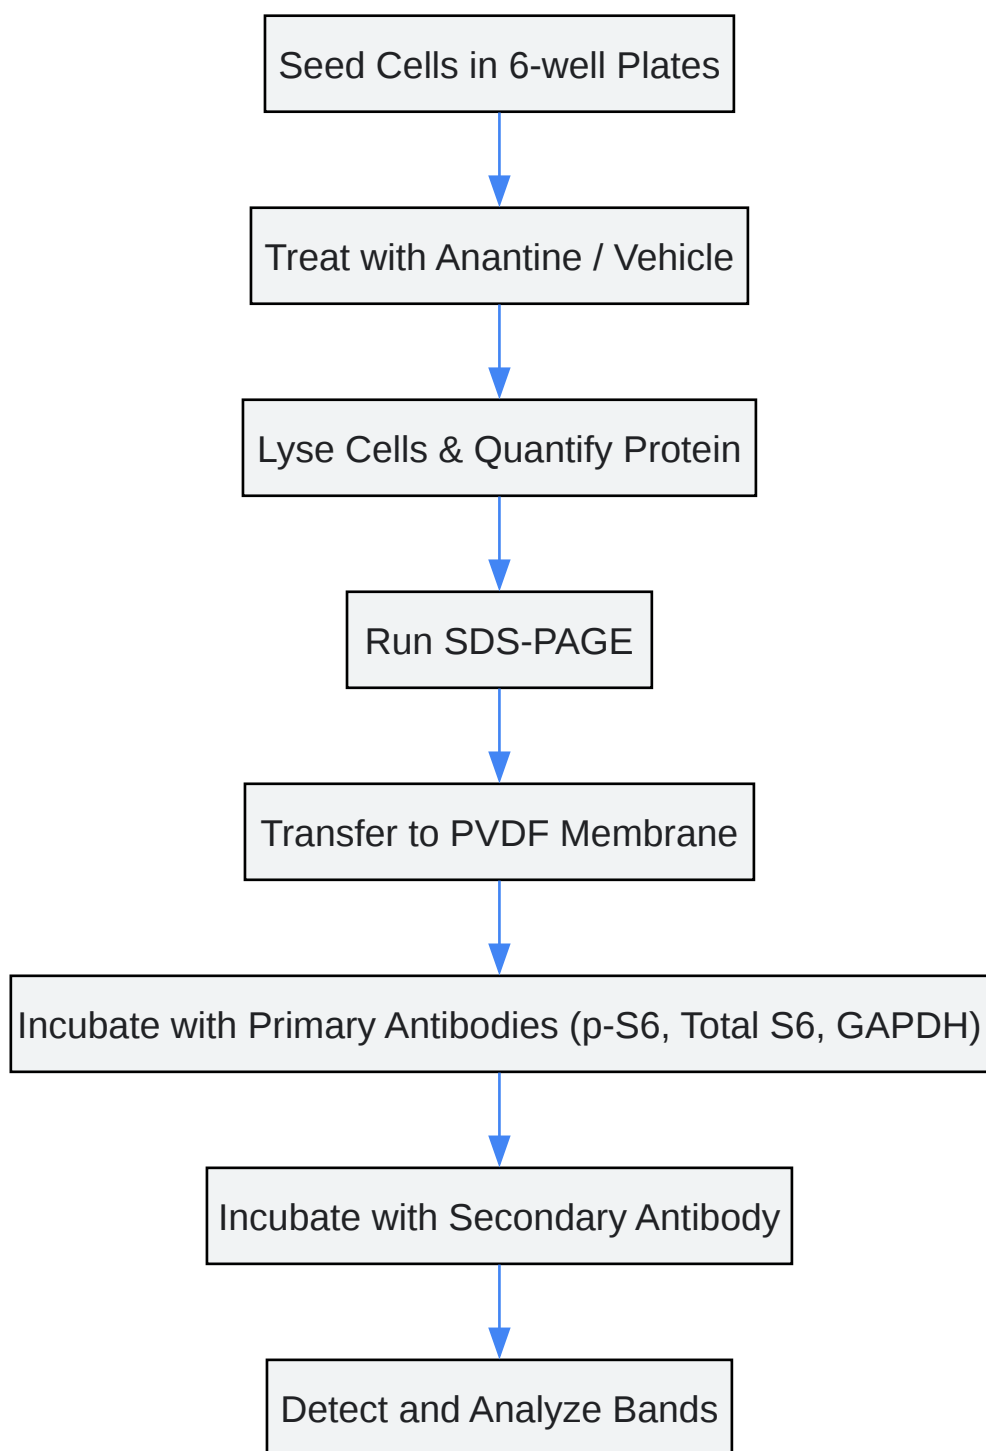 Seed Cells in 6-well Plates
Treat with Anantine / Vehicle
Lyse Cells & Quantify Protein
Run SDS-PAGE
Transfer to PVDF Membrane
Incubate with Primary Antibodies (p-S6, Total S6, GAPDH)
Incubate with Secondary Antibody
Detect and Analyze Bands